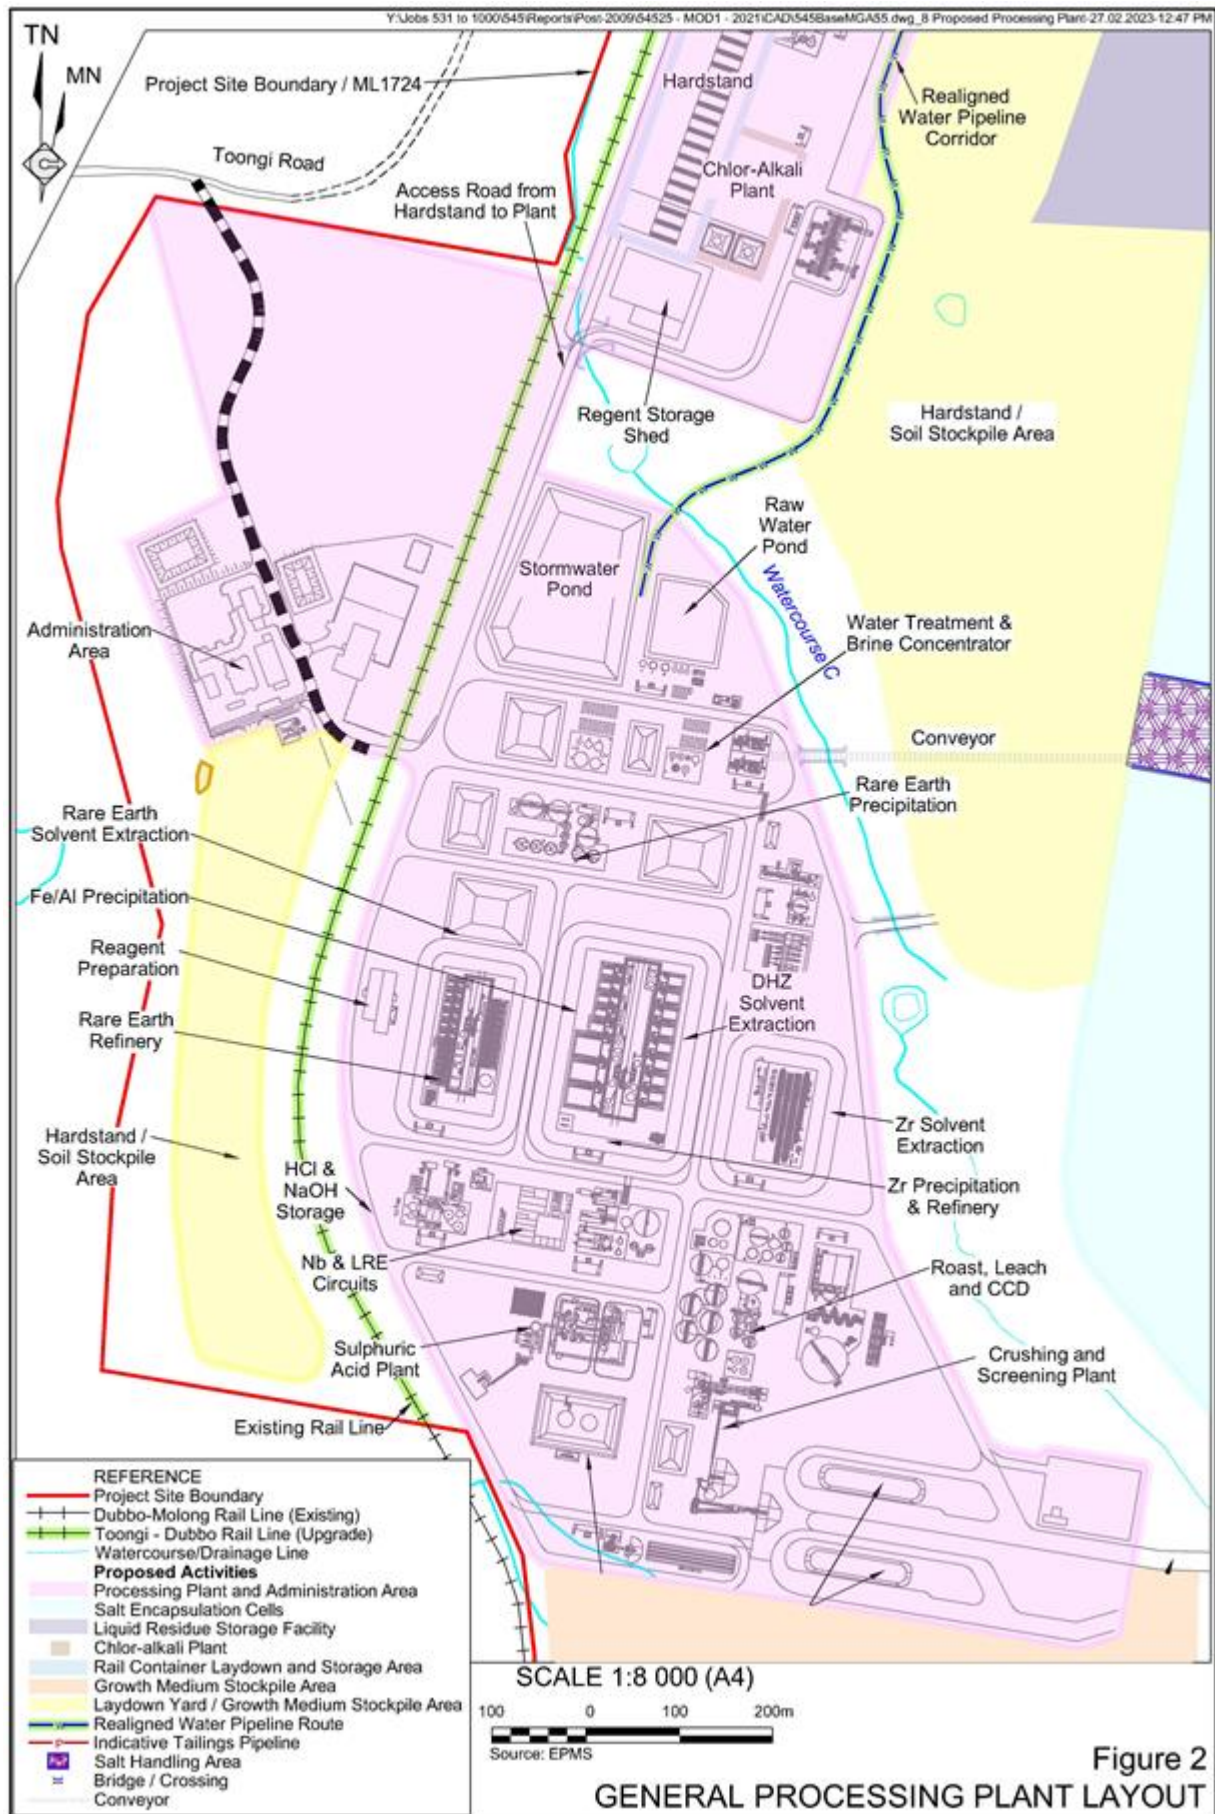 Y:\Jobs 531 to 1000\545\Reports\Post-2009\54525 - MOD1 - 2021\CAD\545BaseMGA55.dwg_8 Proposed Processing Plant-27.02.2023-12:47 PM
TN
MN
Project Site Boundary / ML1724
Hardstand
Realigned
Water Pipeline
Corridor
Toongi Road
Chlor-Alkali
Plant
Access Road from
Hardstand to Plant
Regent Storage
Shed
Hardstand /
Soil Stockpile Area
Raw
Water
Pond
Stormwater
Pond
Watercourse C
Administration
Area
Water Treatment &
Brine Concentrator
Conveyor
Rare Earth
Precipitation
Rare Earth
Solvent Extraction
Fe/Al Precipitation
Reagent
Preparation
DHZ
Solvent
Extraction
Rare Earth
Refinery
Hardstand /
Soil Stockpile
Area
Zr Solvent
Extraction
HCl &
NaOH
Storage
Zr Precipitation
& Refinery
Nb & LRE
Circuits
Roast, Leach
and CCD
Sulphuric
Acid Plant
Crushing and
Screening Plant
Existing Rail Line
REFERENCE
Project Site Boundary
Dubbo-Molong Rail Line (Existing)
Toongi - Dubbo Rail Line (Upgrade)
Watercourse/Drainage Line
Proposed Activities
Processing Plant and Administration Area
Salt Encapsulation Cells
Liquid Residue Storage Facility
Chlor-alkali Plant
Rail Container Laydown and Storage Area
Growth Medium Stockpile Area
Laydown Yard / Growth Medium Stockpile Area
W Realigned Water Pipeline Route
P Indicative Tailings Pipeline
Salt Handling Area
Bridge / Crossing
Conveyor
SCALE 1:8 000 (A4)
100 0 100 200m
Source: EPMS
Figure 2
GENERAL PROCESSING PLANT LAYOUT